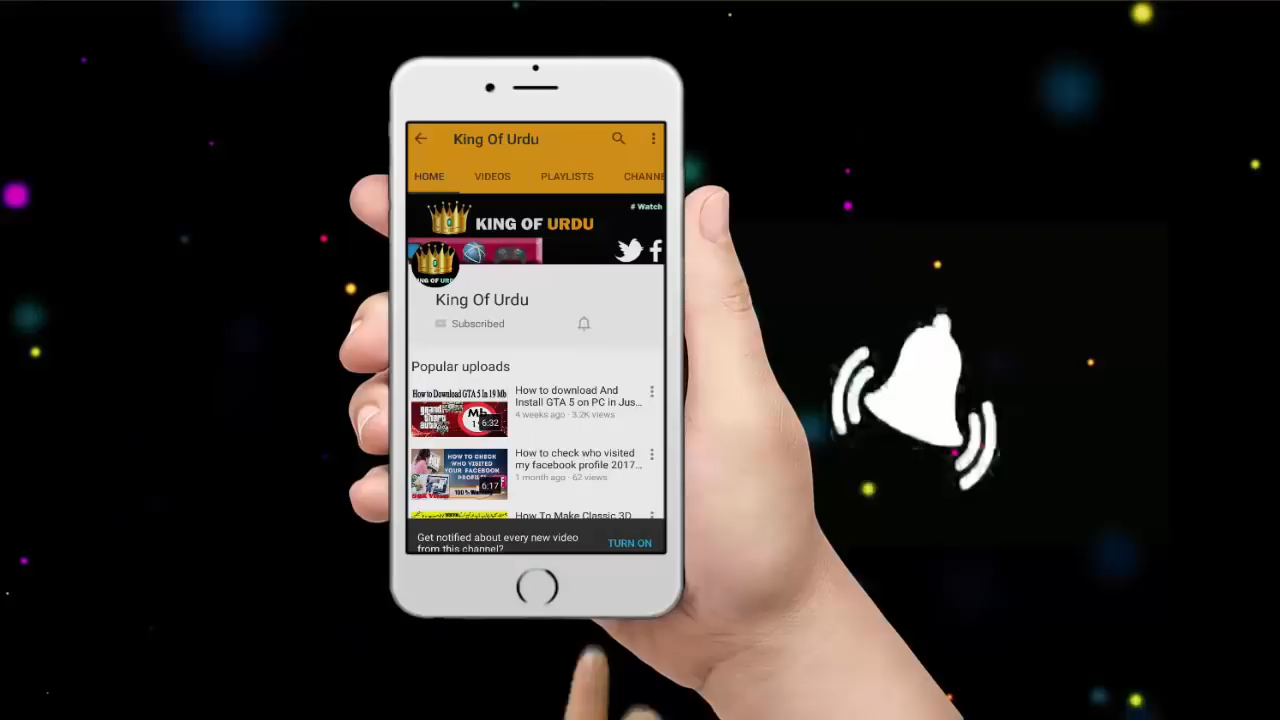 King Of Urdu
HOME VIDEOS PLAYLISTS CHANNE
# Watch
KING OF URDU
King Of Urdu
Subscribed
Popular uploads
How to Download GTA 5 In 19 Mb
6:32
How to download And
Install GTA 5 on PC in Jus...
4 weeks ago · 3.2K views
HOW TO CHECK
WHO VISITED
YOUR FACEBOOK
6:17
How to check who visited
my facebook profile 2017...
1 month ago · 62 views
How To Make Classic 3D
Get notified about every new video
from this channel?
TURN ON